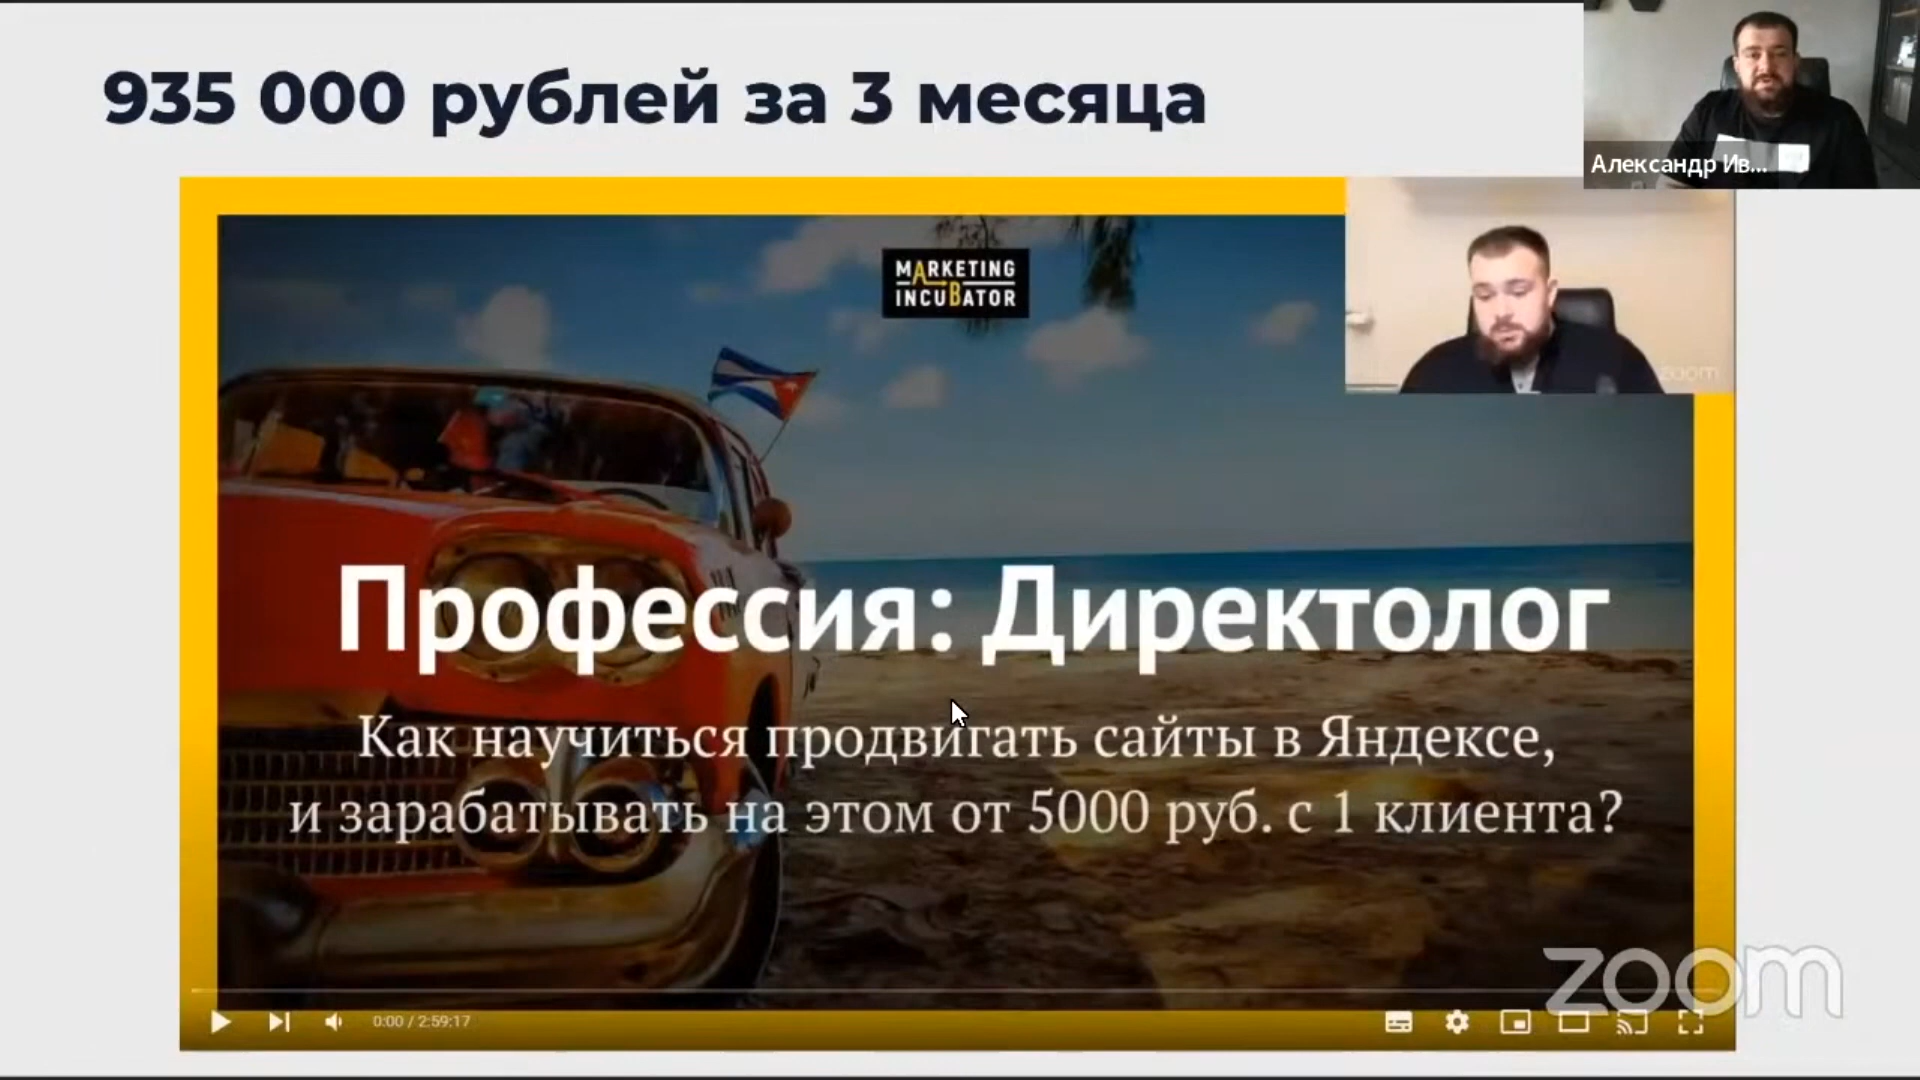 935 000 рублей за 3 месяца
Александр Ив...
MARKETING
INCUBATOR
zoom
Профессия: Директолог
Как научиться продвигать сайты в Яндексе,
и зарабатывать на этом от 5000 руб. с 1 клиента?
zoom
0:00 / 2:59:17